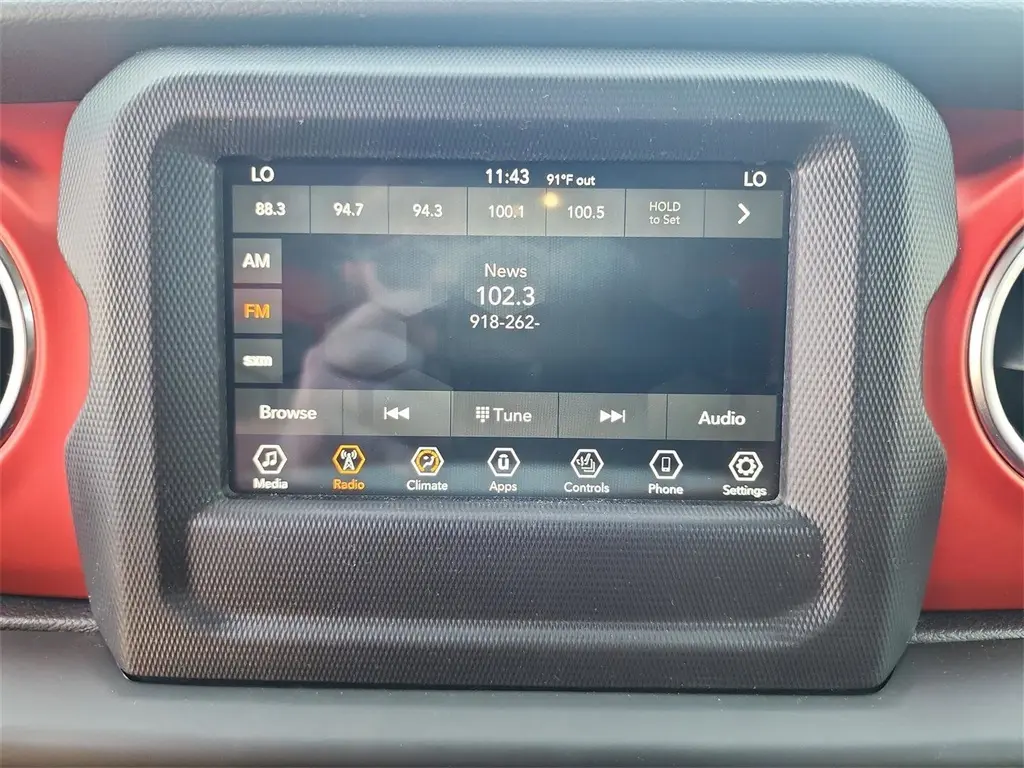 LO 11:43 91°F out LO
88.3 94.7 94.3 100.1 100.5 HOLD
to Set
AM
News
102.3
FM
918-262-
sxm
Browse Tune Audio
Media Radio Climate Apps Controls Phone Settings